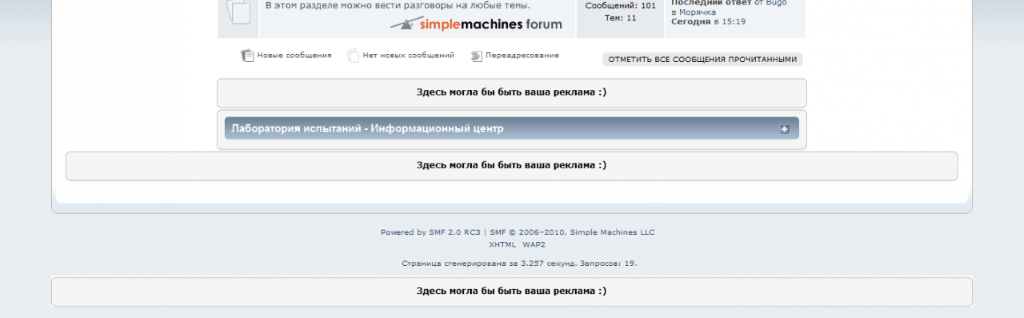 В этом разделе можно вести разговоры на любые темы.
simplemachines forum
Сообщений: 101
Тем: 11
Последний ответ от Bugo
в Морячка
Сегодня в 15:19
Новые сообщения
Нет новых сообщений
Переадресование
ОТМЕТИТЬ ВСЕ СООБЩЕНИЯ ПРОЧИТАННЫМИ
Здесь могла бы быть ваша реклама :)
Лаборатория испытаний - Информационный центр
Здесь могла бы быть ваша реклама :)
Powered by SMF 2.0 RC3 | SMF © 2006–2010, Simple Machines LLC
XHTML WAP2
Страница сгенерирована за 3.257 секунд. Запросов: 19.
Здесь могла бы быть ваша реклама :)